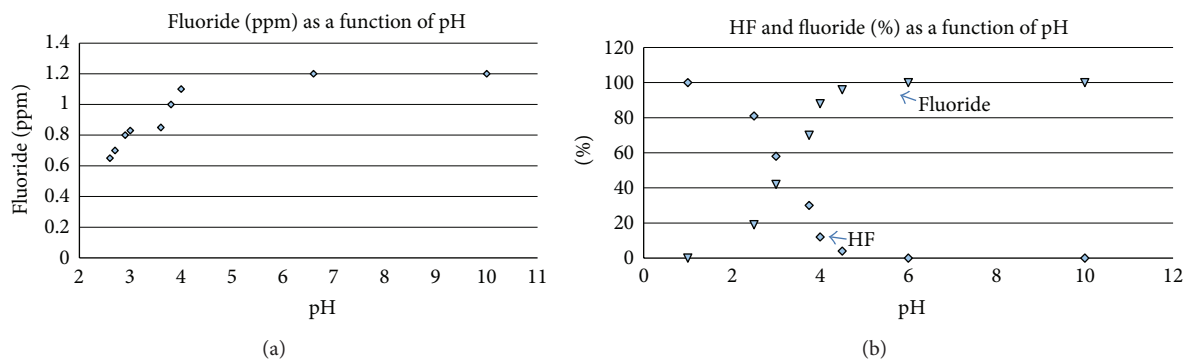 Fluoride (ppm) as a function of pH
1.4
1.2
1
0.8
0.6
0.4
0.2
0
Fluoride (ppm)
2 3 4 5 6 7 8 9 10 11
pH
(a)
HF and fluoride (%) as a function of pH
120
100
80
60
40
20
0
(%)
Fluoride
HF
0 2 4 6 8 10 12
pH
(b)